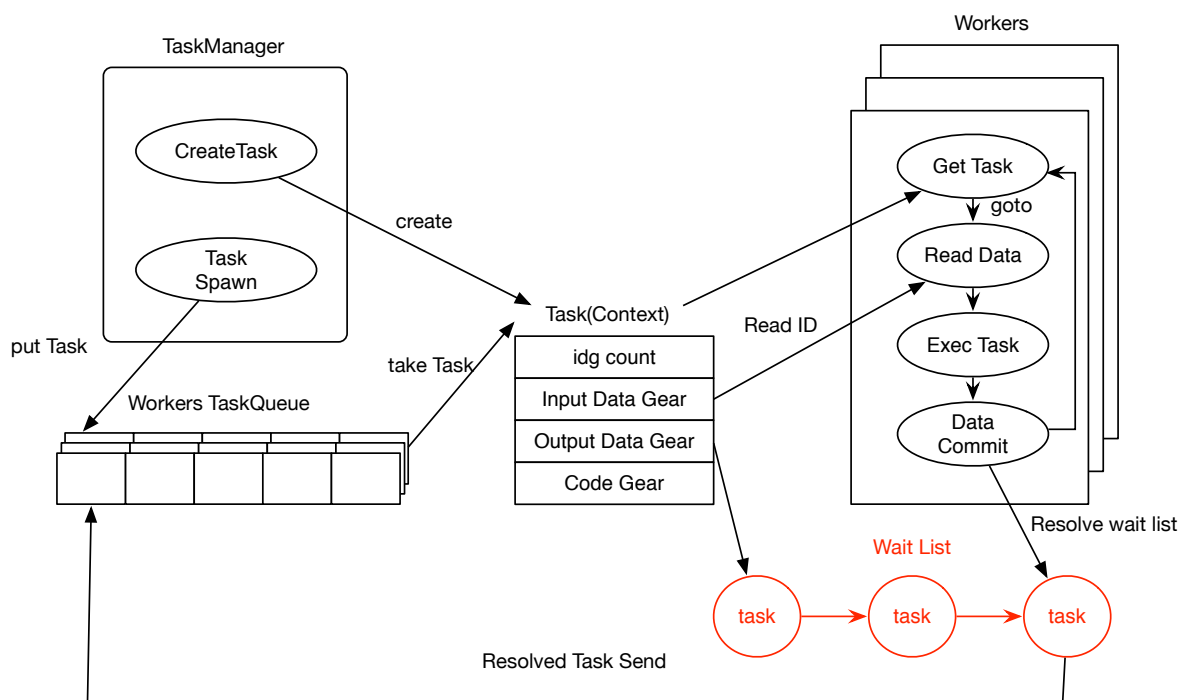 TaskManager
Workers
CreateTask
Get Task
goto
create
Task
Spawn
Read Data
Task(Context)
Read ID
put Task
Exec Task
idg count
take Task
Workers TaskQueue
Input Data Gear
Data
Commit
Output Data Gear
Code Gear
Resolve wait list
Wait List
task
task
task
Resolved Task Send